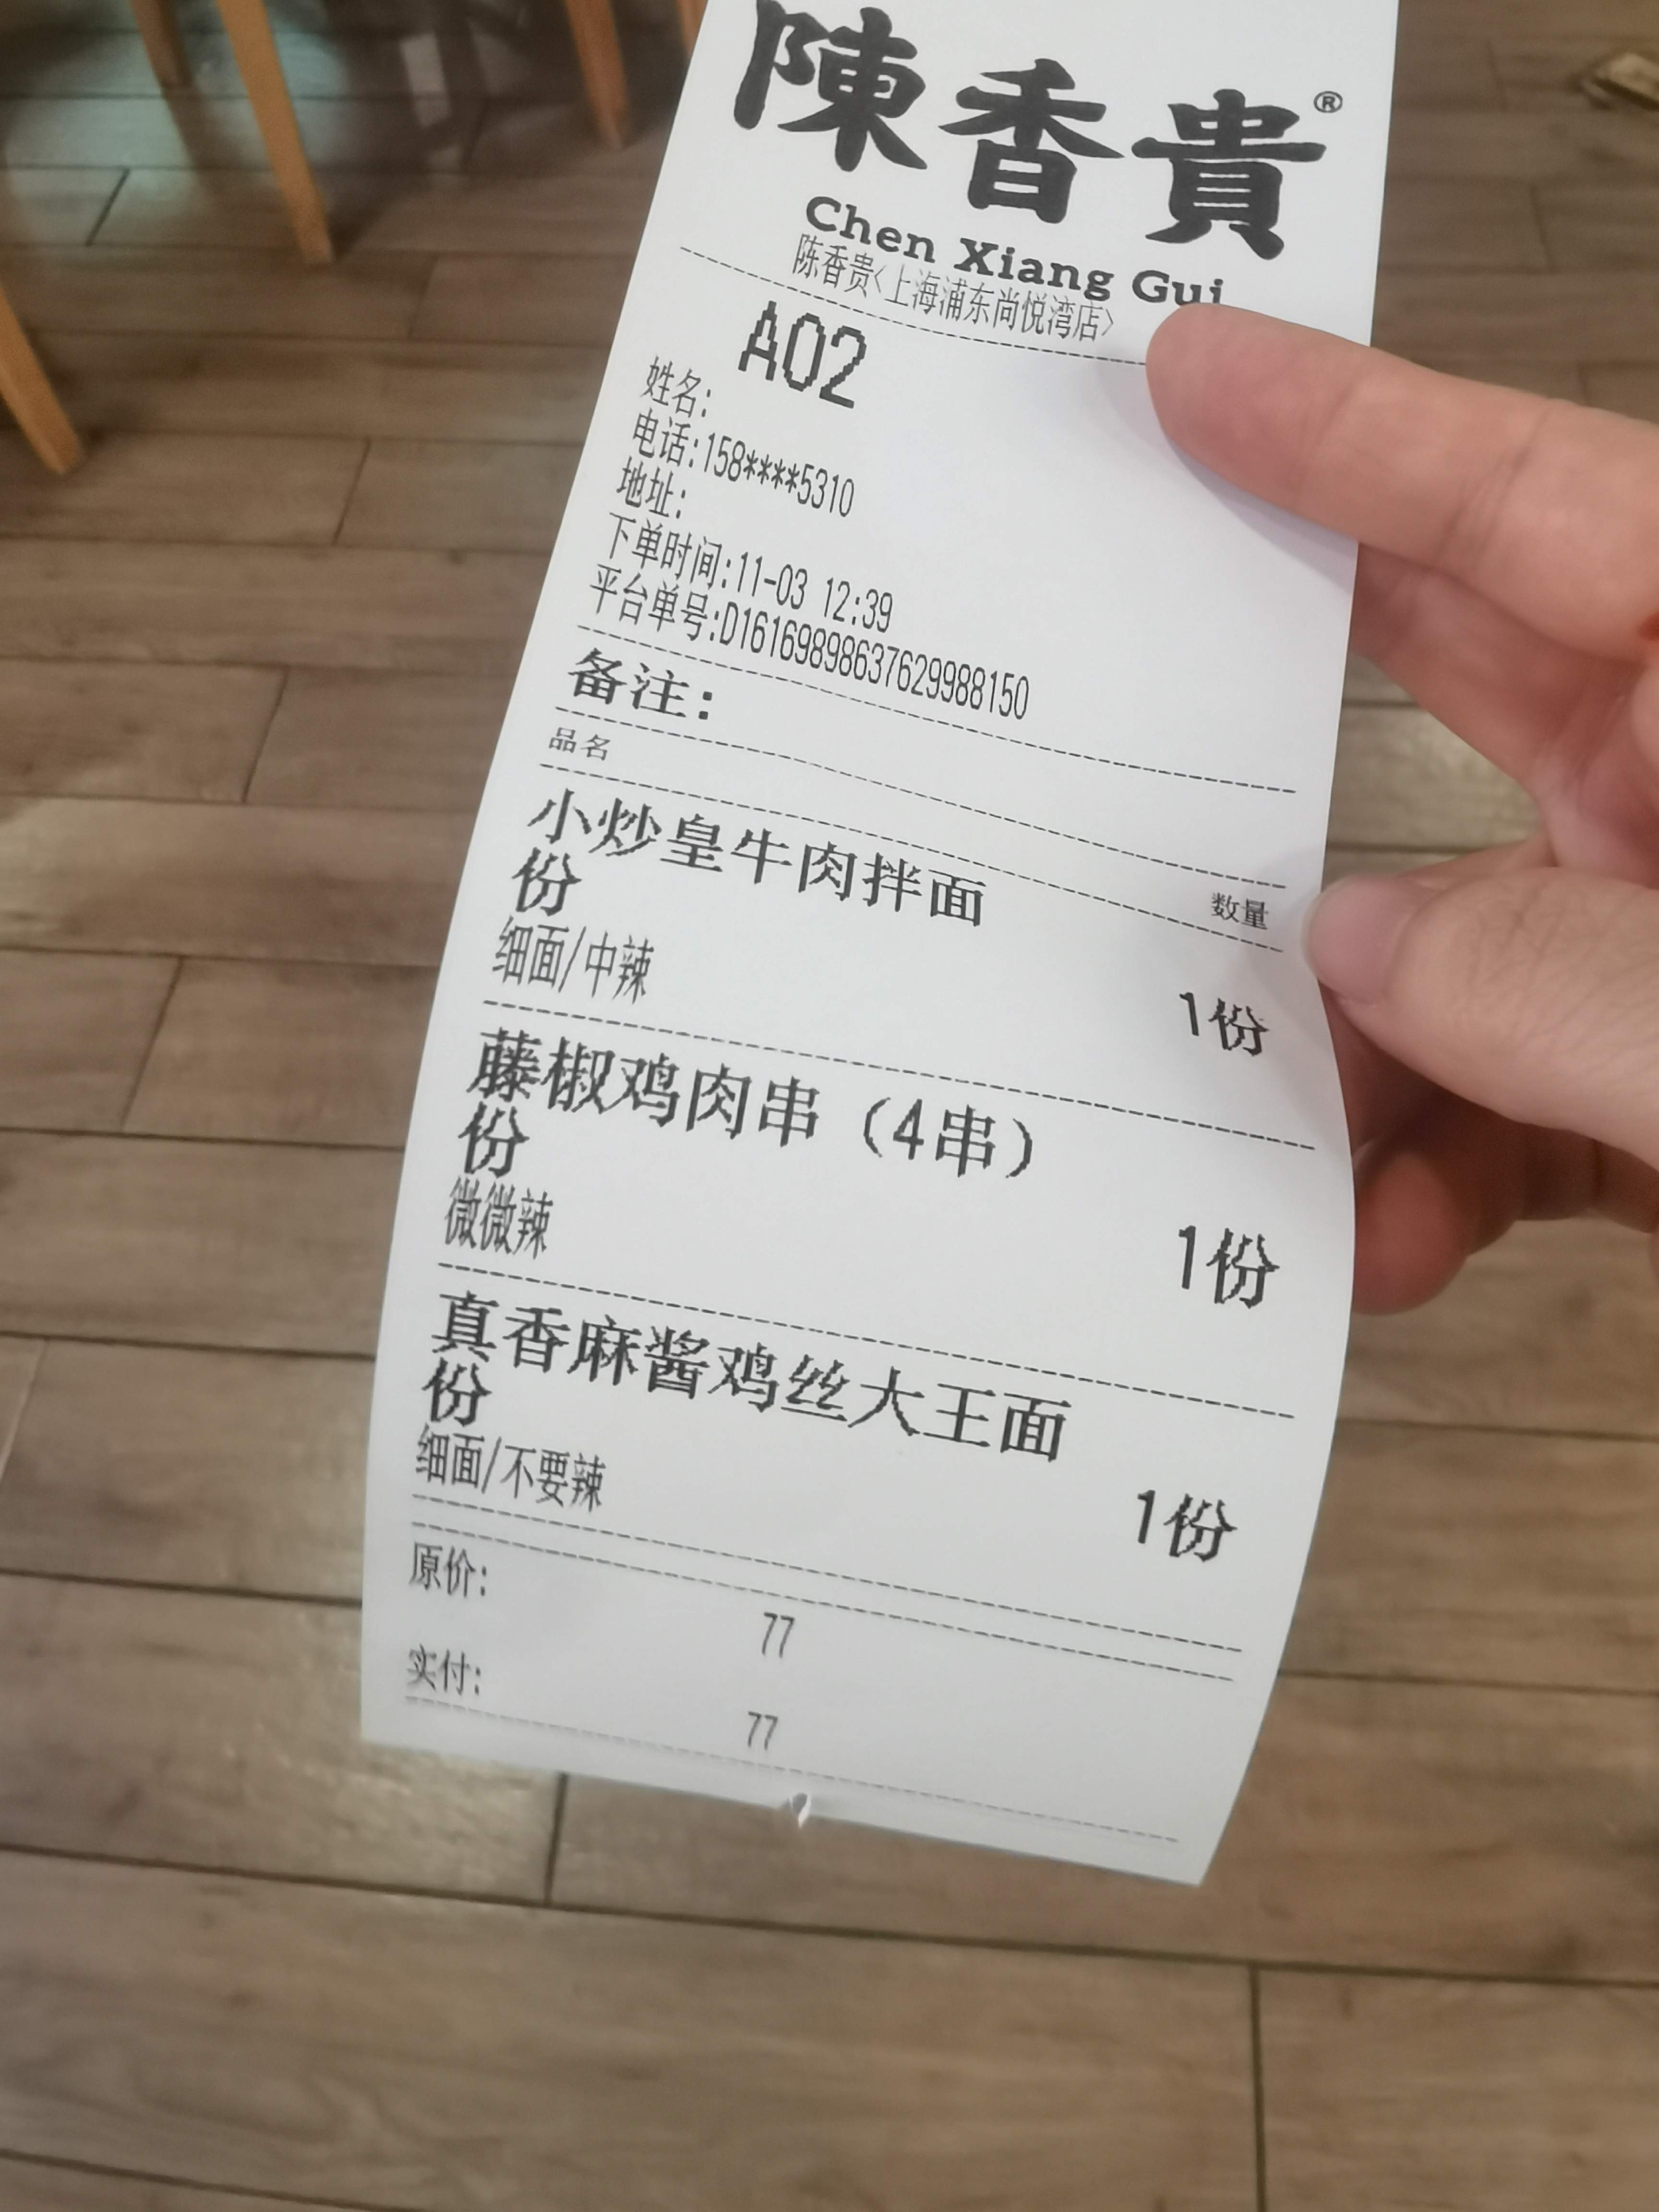 陳香貴®
Chen Xiang Gui
陈香贵<上海浦东尚悦湾店>
A02
姓名:
电话:158****5310
地址:
下单时间:11-03 12:39
平台单号:D1616989863762998815​0
备注:
品名 数量
小炒皇牛肉拌面 1份
份
细面/中辣
藤椒鸡肉串（4串） 1份
份
微微辣
真香麻酱鸡丝大王面 1份
份
细面/不要辣
原价: 77
实付: 77